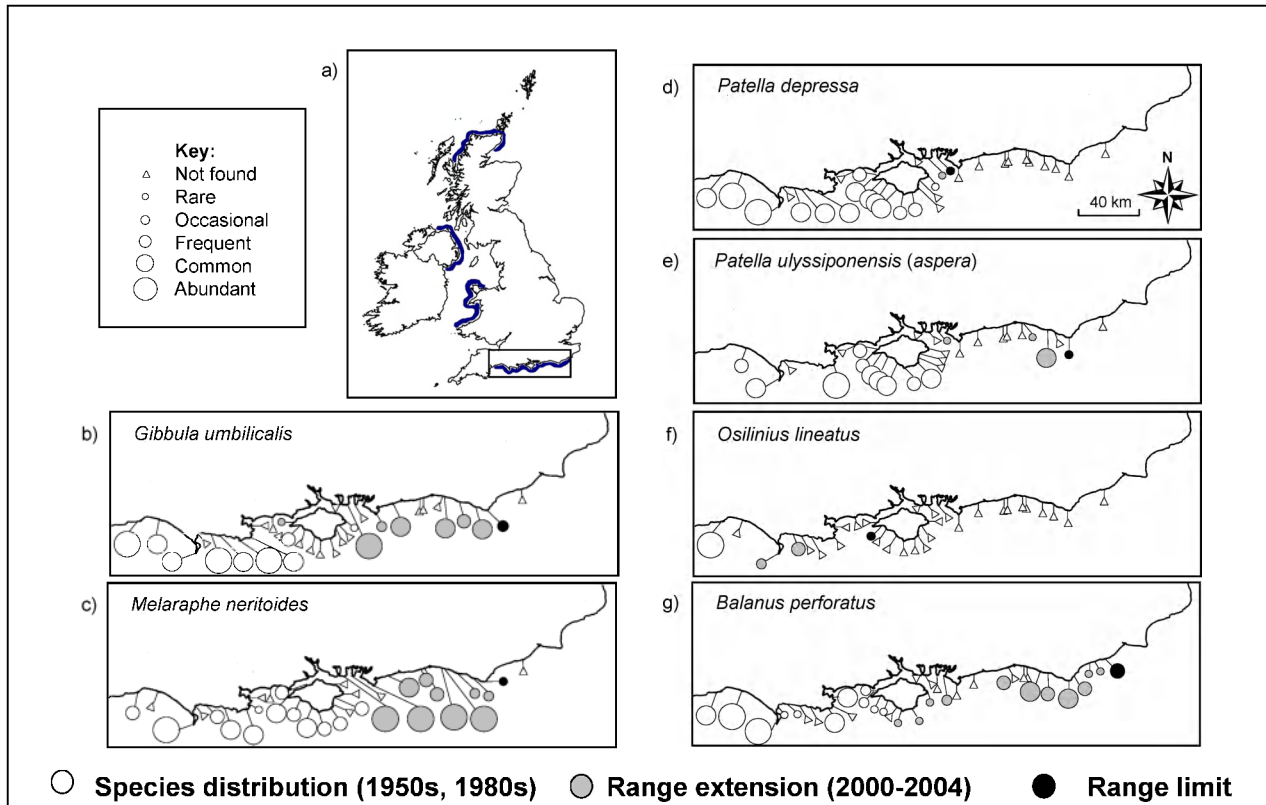 a)
Key:
Not found
Rare
Occasional
Frequent
Common
Abundant
b) Gibbula umbilicalis
c) Melaraphe neritoides
d) Patella depressa
N
40 km
e) Patella ulyssiponensis (aspera)
f) Osilinius lineatus
g) Balanus perforatus
Species distribution (1950s, 1980s) Range extension (2000-2004) Range limit